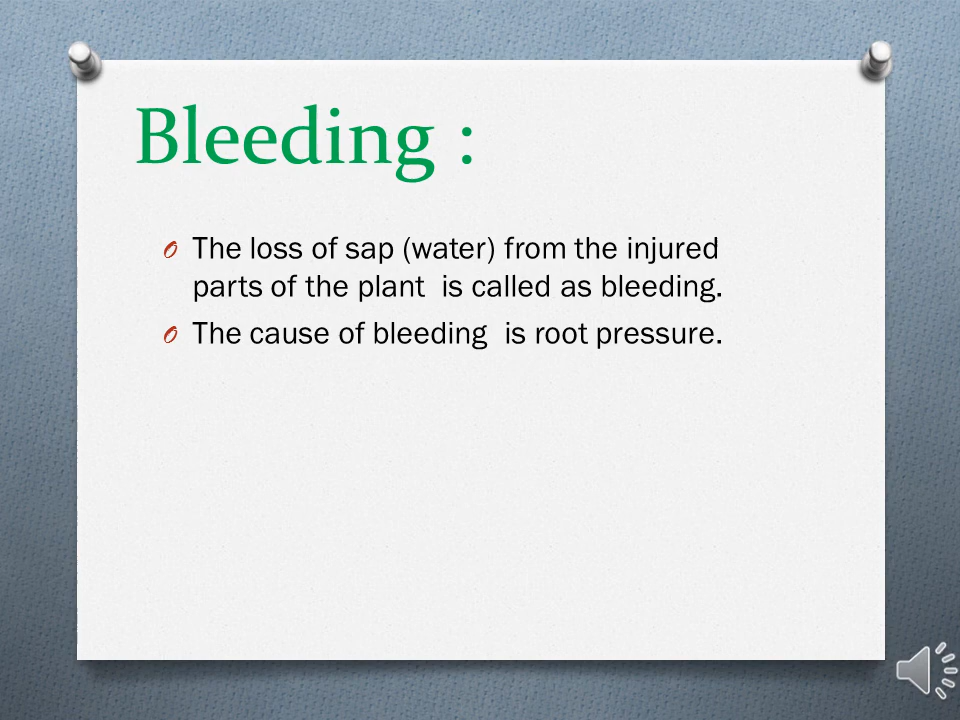 Bleeding :
The loss of sap (water) from the injured
parts of the plant  is called as bleeding.
The cause of bleeding  is root pressure.